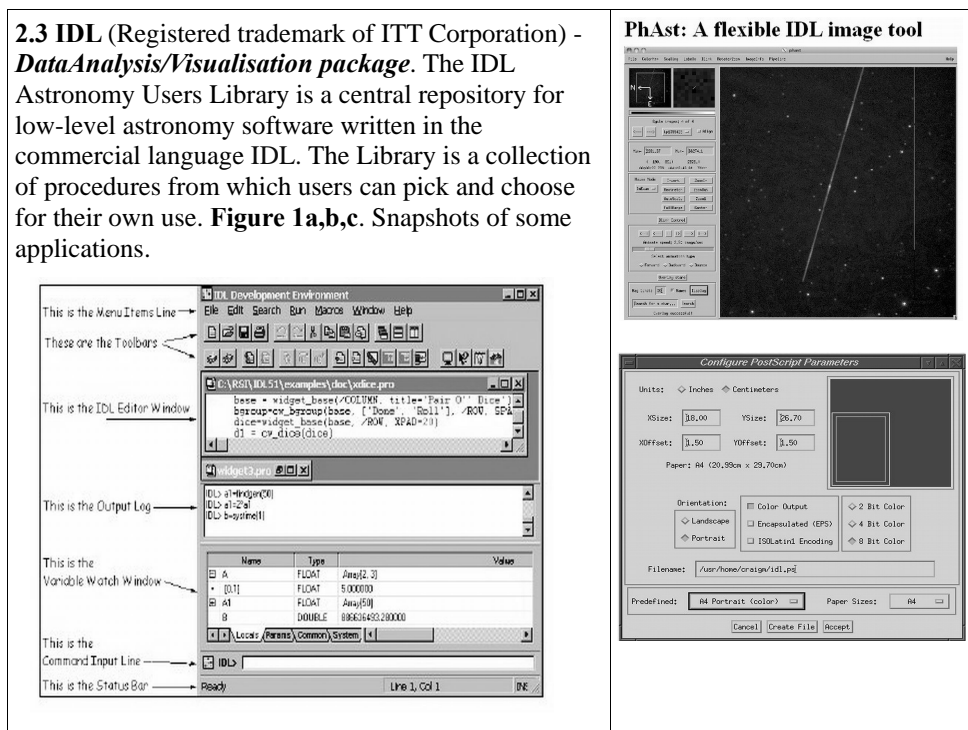 2.3 IDL (Registered trademark of ITT Corporation) -
DataAnalysis/Visualisation package. The IDL
Astronomy Users Library is a central repository for
low-level astronomy software written in the
commercial language IDL. The Library is a collection
of procedures from which users can pick and choose
for their own use. Figure 1a,b,c. Snapshots of some
applications.
This is the Menu Items Line
These are the Toolbars
This is the IDL Editor Window
This is the Output Log
This is the
Variable Watch Window
This is the
Command Input Line
This is the Status Bar
IDL Development Environment
File Edit Search Run Macros Window Help
C:\RSI\IDL51\examples\doc\xdice.pro
base = widget_base(/COLUMN, title='Pair O'' Dice')
bgroup=cw_bgroup(base, ['Done', 'Roll'], /ROW, SPA
dice=widget_base(base, /ROW, XPAD=20)
d1 = cw_dice(dice)
widget3.pro
IDL> a1=findgen(50)
IDL> a1=2*a1
IDL> b=systime(1)
Name Type Value
A FLOAT Array[2, 3]
[0,1] FLOAT 5.000000
A1 FLOAT Array[50]
B DOUBLE 886636493.280000
Locals Params Common System
IDL>
Ready Line 1, Col 1
PhAst: A flexible IDL image tool
phast
File ColorMap Scaling Labels Blink Help
N
E
Configure PostScript Parameters
Units: Inches Centimeters
XSize: 18.00 YSize: 26.70
XOffset: 1.50 YOffset: 1.50
Paper: A4 (20.99cm x 29.70cm)
Orientation:
Landscape
Portrait
Color Output
Encapsulated (EPS)
ISOLatin1 Encoding
2 Bit Color
4 Bit Color
8 Bit Color
Filename: /usr/home/craigm/idl.ps
Predefined: A4 Portrait (color) Paper Sizes: A4
Cancel Create File Accept